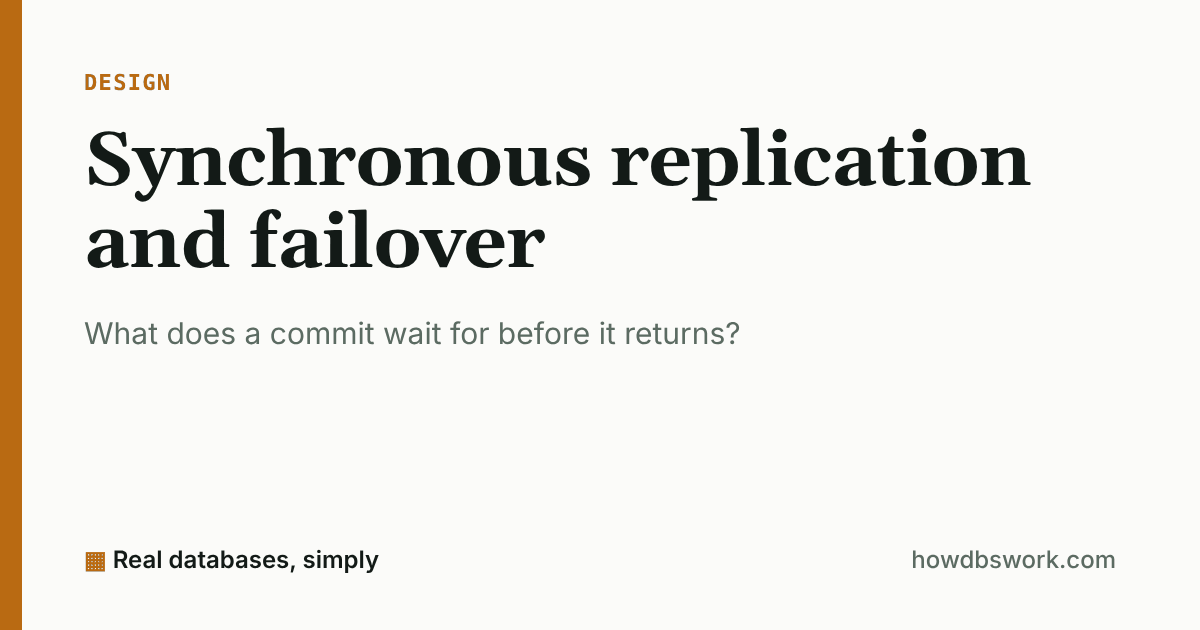 DESIGN
Synchronous replication
and failover
What does a commit wait for before it returns?
Real databases, simply
howdbswork.com